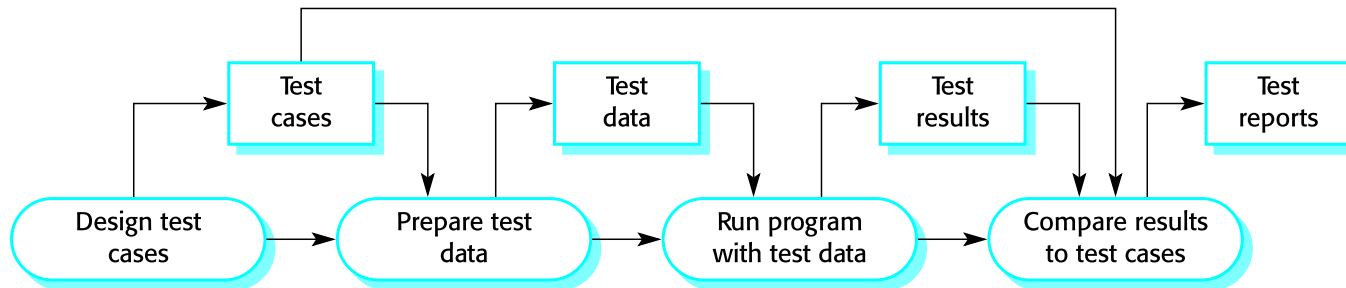 Test
cases
Test
data
Test
results
Test
reports
Design test
cases
Prepare test
data
Run program
with test data
Compare results
to test cases